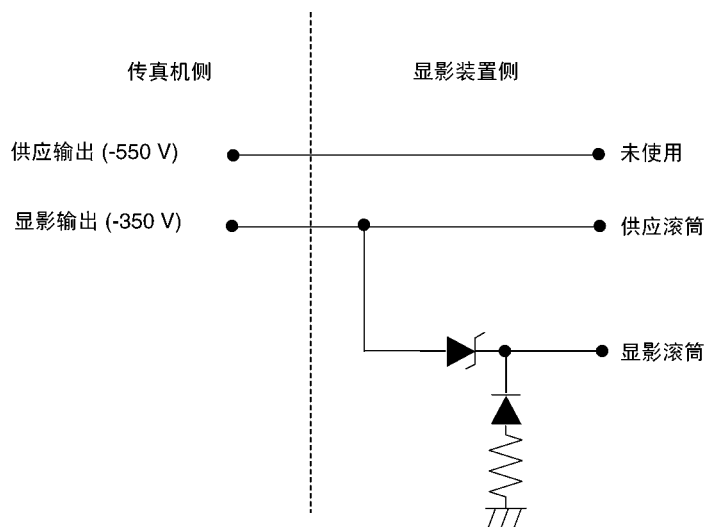 传真机侧
显影装置侧
供应输出 (-550 V)
未使用
显影输出 (-350 V)
供应滚筒
显影滚筒